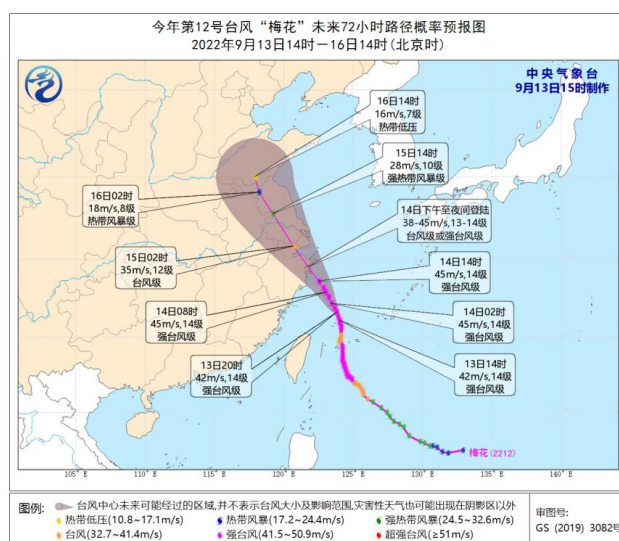 今年第12号台风“梅花”未来72小时路径概率预报图
2022年9月13日14时－16日14时(北京时)
中央气象台
9月13日15时制作
16日14时
16m/s,7级
热带低压
15日14时
28m/s,10级
强热带风暴级
16日02时
18m/s,8级
热带风暴级
14日下午至夜间登陆
38-45m/s,13-14级
台风级或强台风级
15日02时
35m/s,12级
台风级
14日14时
45m/s,14级
强台风级
14日08时
45m/s,14级
强台风级
14日02时
45m/s,14级
强台风级
13日20时
42m/s,14级
强台风级
13日14时
42m/s,14级
强台风级
梅花(2212)
105° E
110° E
115° E
120° E
125° E
130° E
135° E
140° E
图例:
台风中心未来可能经过的区域,并不表示台风大小及影响范围,灾害性天气也可能出现在阴影区以外
热带低压(10.8~17.1m/s)
热带风暴(17.2~24.4m/s)
强热带风暴(24.5~32.6m/s)
台风(32.7~41.4m/s)
强台风(41.5~50.9m/s)
超强台风(≥51m/s)
审图号:
GS (2019) 3082号